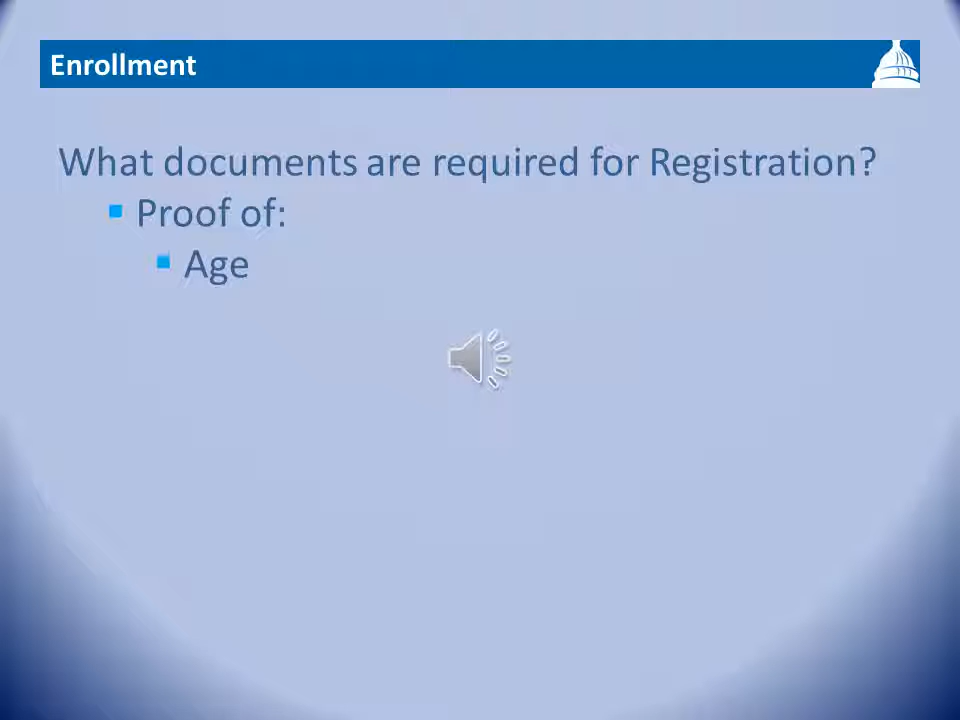 Enrollment
What documents are required for Registration?
Proof of:
Age